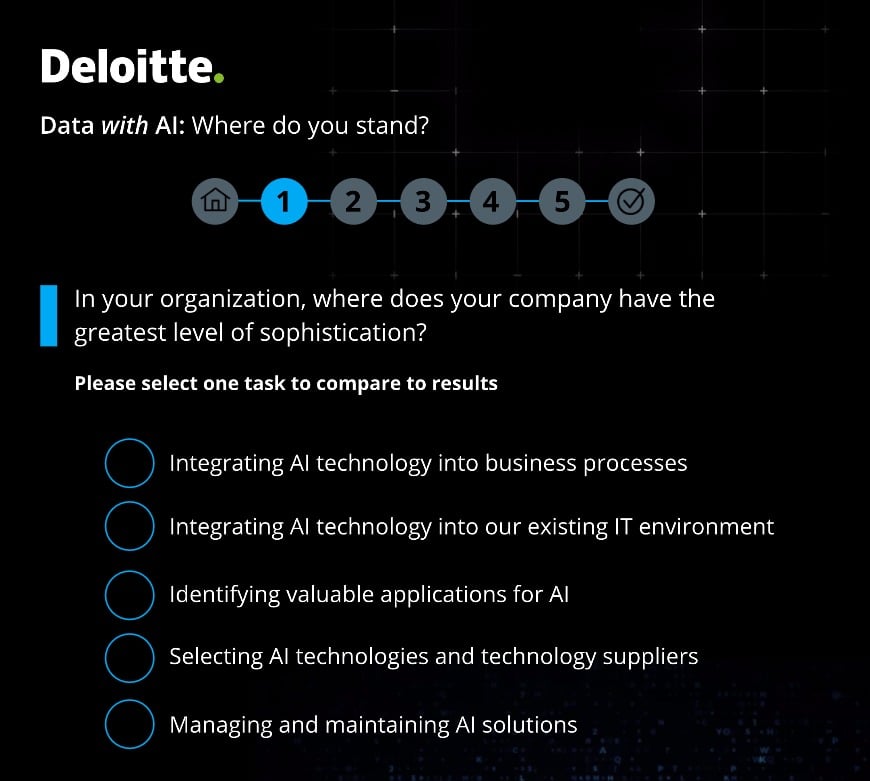 Deloitte.
Data with AI: Where do you stand?
1 2 3 4 5
In your organization, where does your company have the
greatest level of sophistication?
Please select one task to compare to results
Integrating AI technology into business processes
Integrating AI technology into our existing IT environment
Identifying valuable applications for AI
Selecting AI technologies and technology suppliers
Managing and maintaining AI solutions